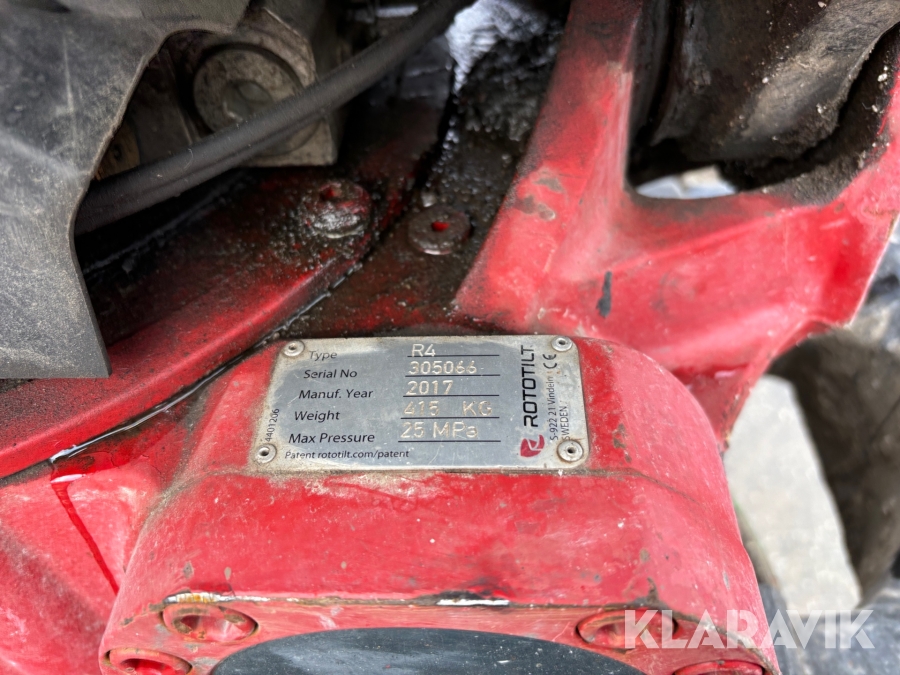 Type R4
Serial No 305066
Manuf. Year 2017
Weight 415 KG
Max Pressure 25 MPa
Patent rototilt.com/patent
4401206
ROTOTILT
S-922 21 Vindeln
SWEDEN
CE
KLARAVIK